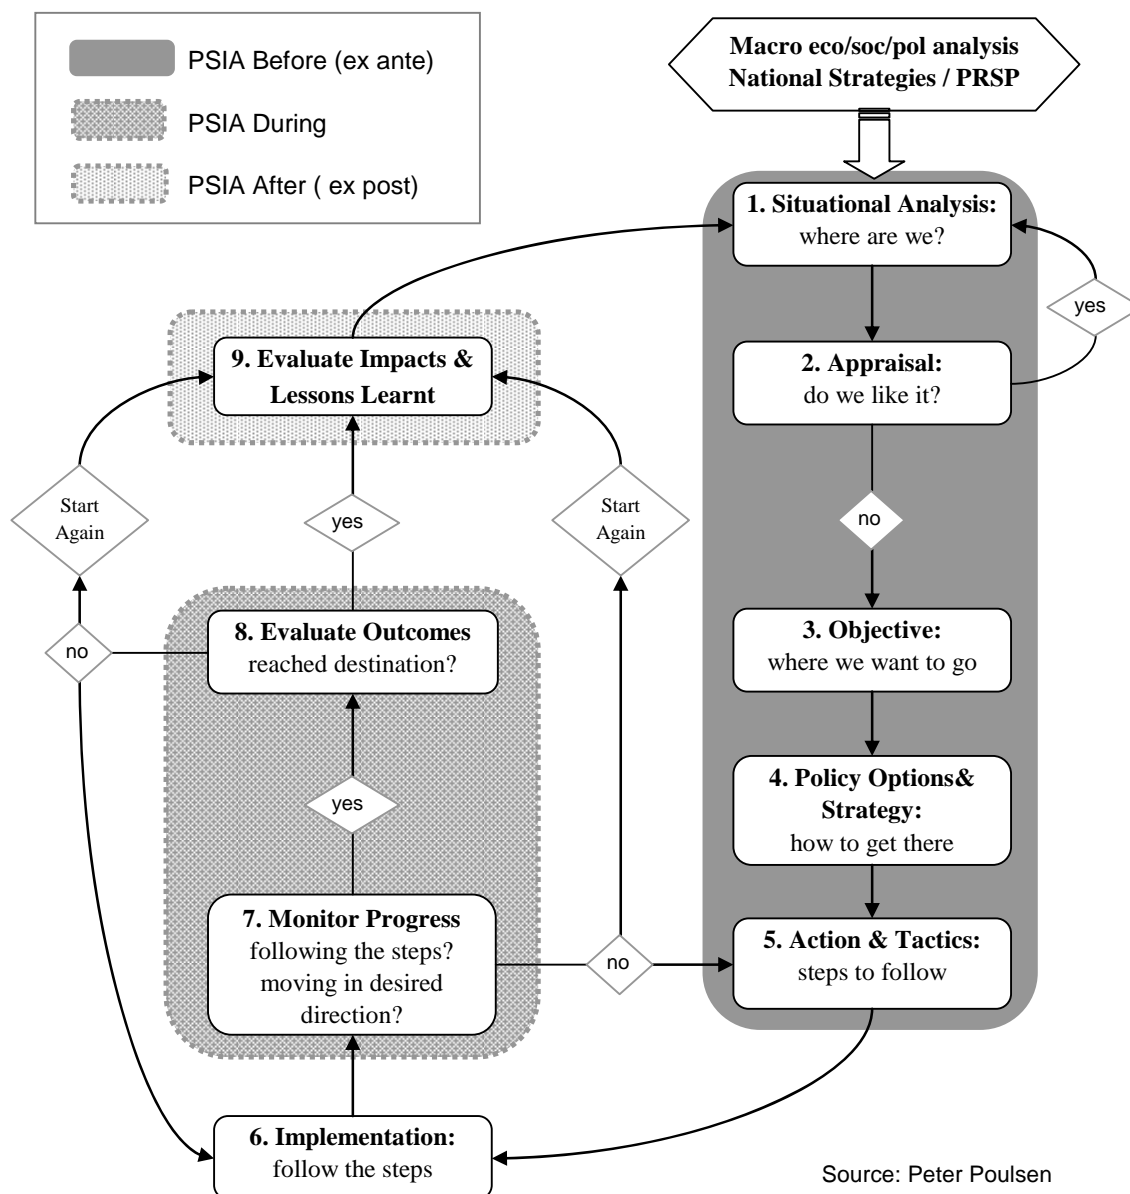 PSIA Before (ex ante)
PSIA During
PSIA After ( ex post)
Macro eco/soc/pol analysis
National Strategies / PRSP
1. Situational Analysis:
where are we?
yes
2. Appraisal:
do we like it?
no
3. Objective:
where we want to go
4. Policy Options&
Strategy:
how to get there
5. Action & Tactics:
steps to follow
9. Evaluate Impacts &
Lessons Learnt
Start
Again
yes
Start
Again
8. Evaluate Outcomes
reached destination?
no
yes
7. Monitor Progress
following the steps?
moving in desired
direction?
no
6. Implementation:
follow the steps
Source: Peter Poulsen